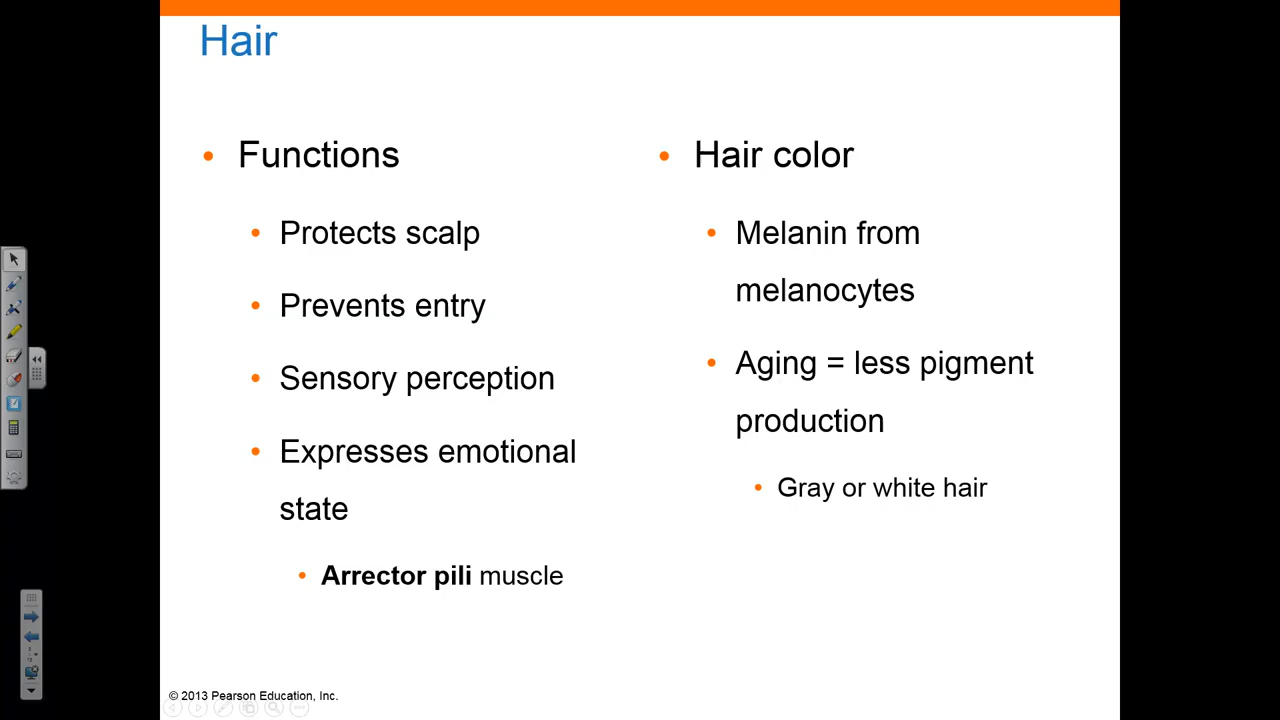 Hair
• Functions
• Protects scalp
• Prevents entry
• Sensory perception
• Expresses emotional
state
• Arrector pili muscle
• Hair color
• Melanin from
melanocytes
• Aging = less pigment
production
• Gray or white hair
© 2013 Pearson Education, Inc.